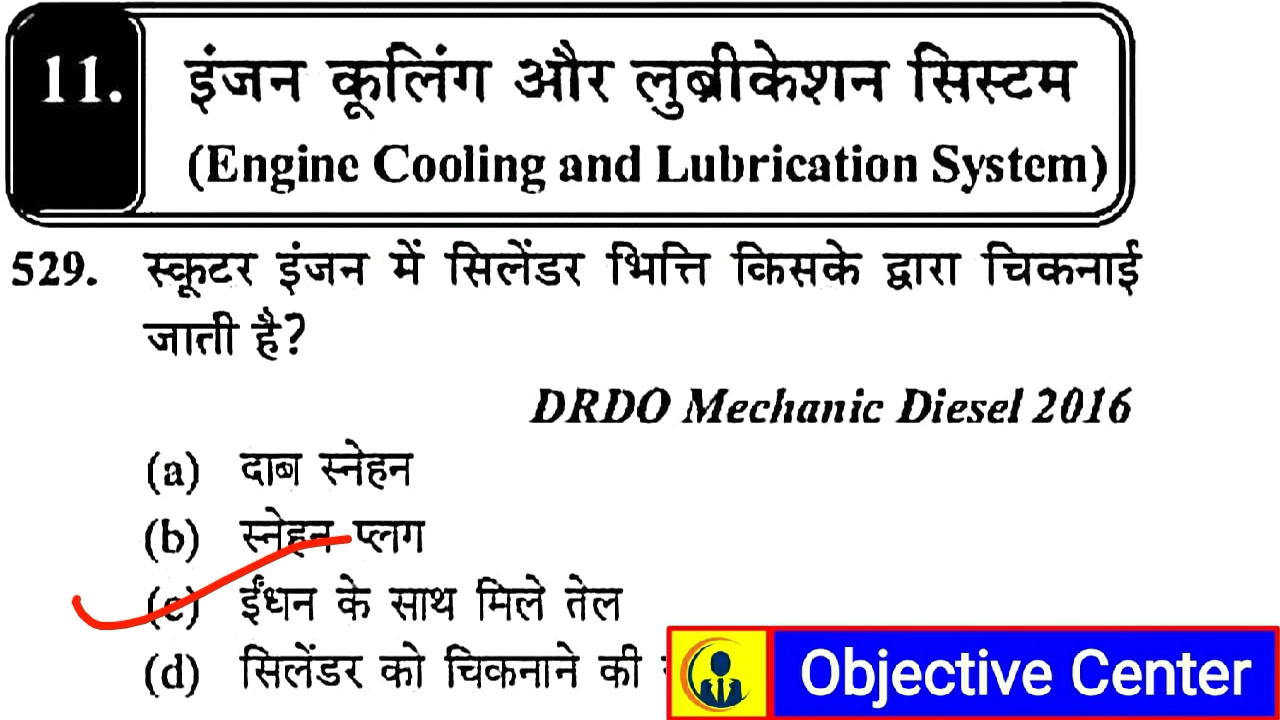 11.
इंजन कूलिंग और लुब्रीकेशन सिस्टम
(Engine Cooling and Lubrication System)
529. स्कूटर इंजन में सिलेंडर भित्ति किसके द्वारा चिकनाई
जाती है?
DRDO Mechanic Diesel 2016
(a) दाब स्नेहन
(b) स्नेहन प्लग
(c) ईंधन के साथ मिले तेल
(d) सिलेंडर को चिकनाने की
Objective Center